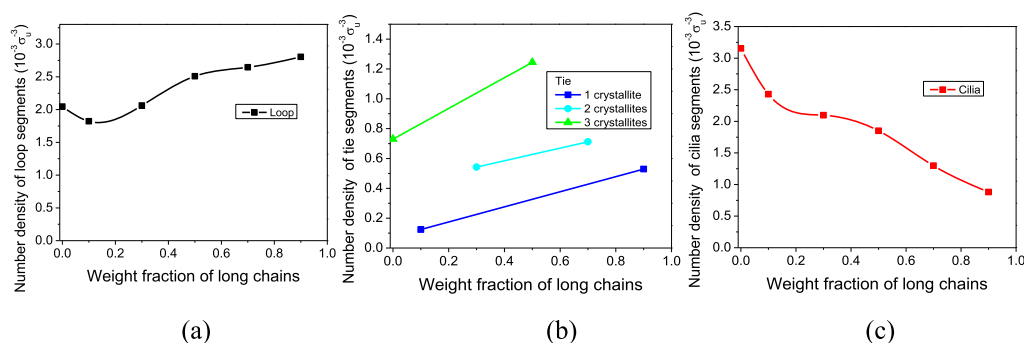 Number density of loop segments (10⁻³σᵤ⁻³)
3.0
2.5
2.0
1.5
1.0
0.5
0.0
0.0 0.2 0.4 0.6 0.8 1.0
Weight fraction of long chains
Loop
(a)
Number density of tie segments (10⁻³σᵤ⁻³)
1.4
1.2
1.0
0.8
0.6
0.4
0.2
0.0
0.0 0.2 0.4 0.6 0.8 1.0
Weight fraction of long chains
Tie
1 crystallite
2 crystallites
3 crystallites
(b)
Number density of cilia segments (10⁻³σᵤ⁻³)
3.5
3.0
2.5
2.0
1.5
1.0
0.5
0.0
0.0 0.2 0.4 0.6 0.8 1.0
Weight fraction of long chains
Cilia
(c)